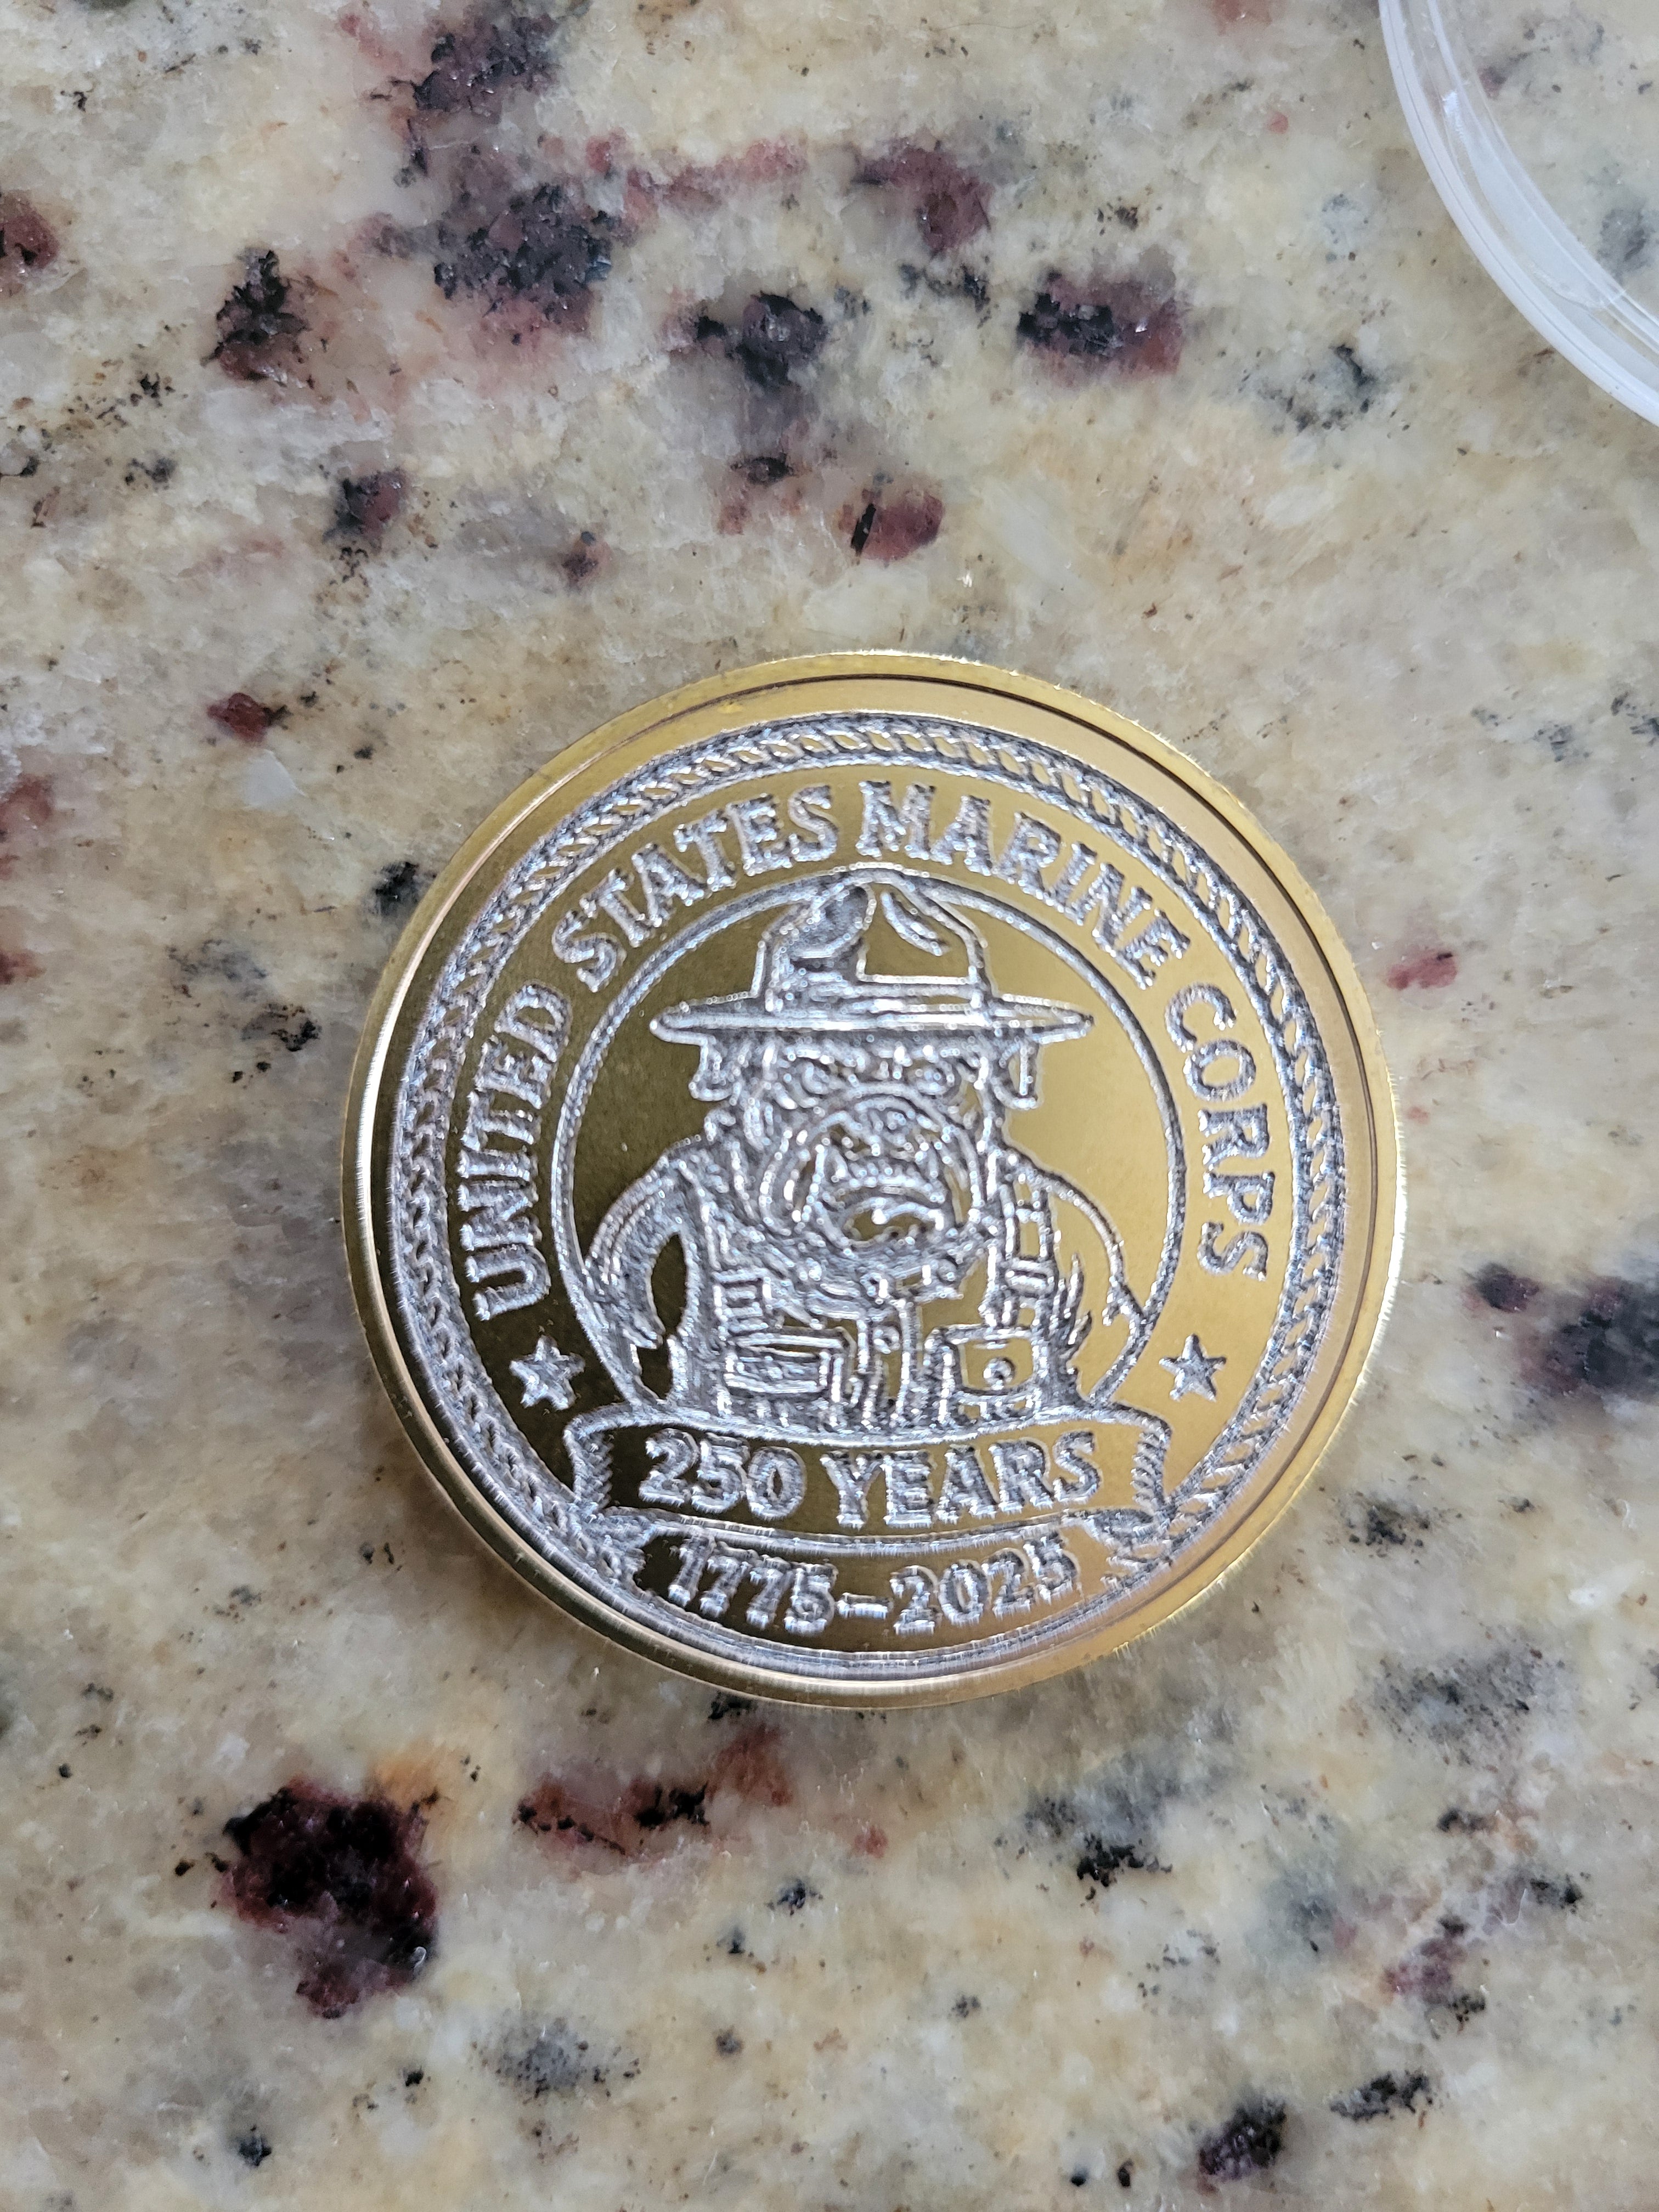 UNITED STATES MARINE CORPS
250 YEARS
1775-2025